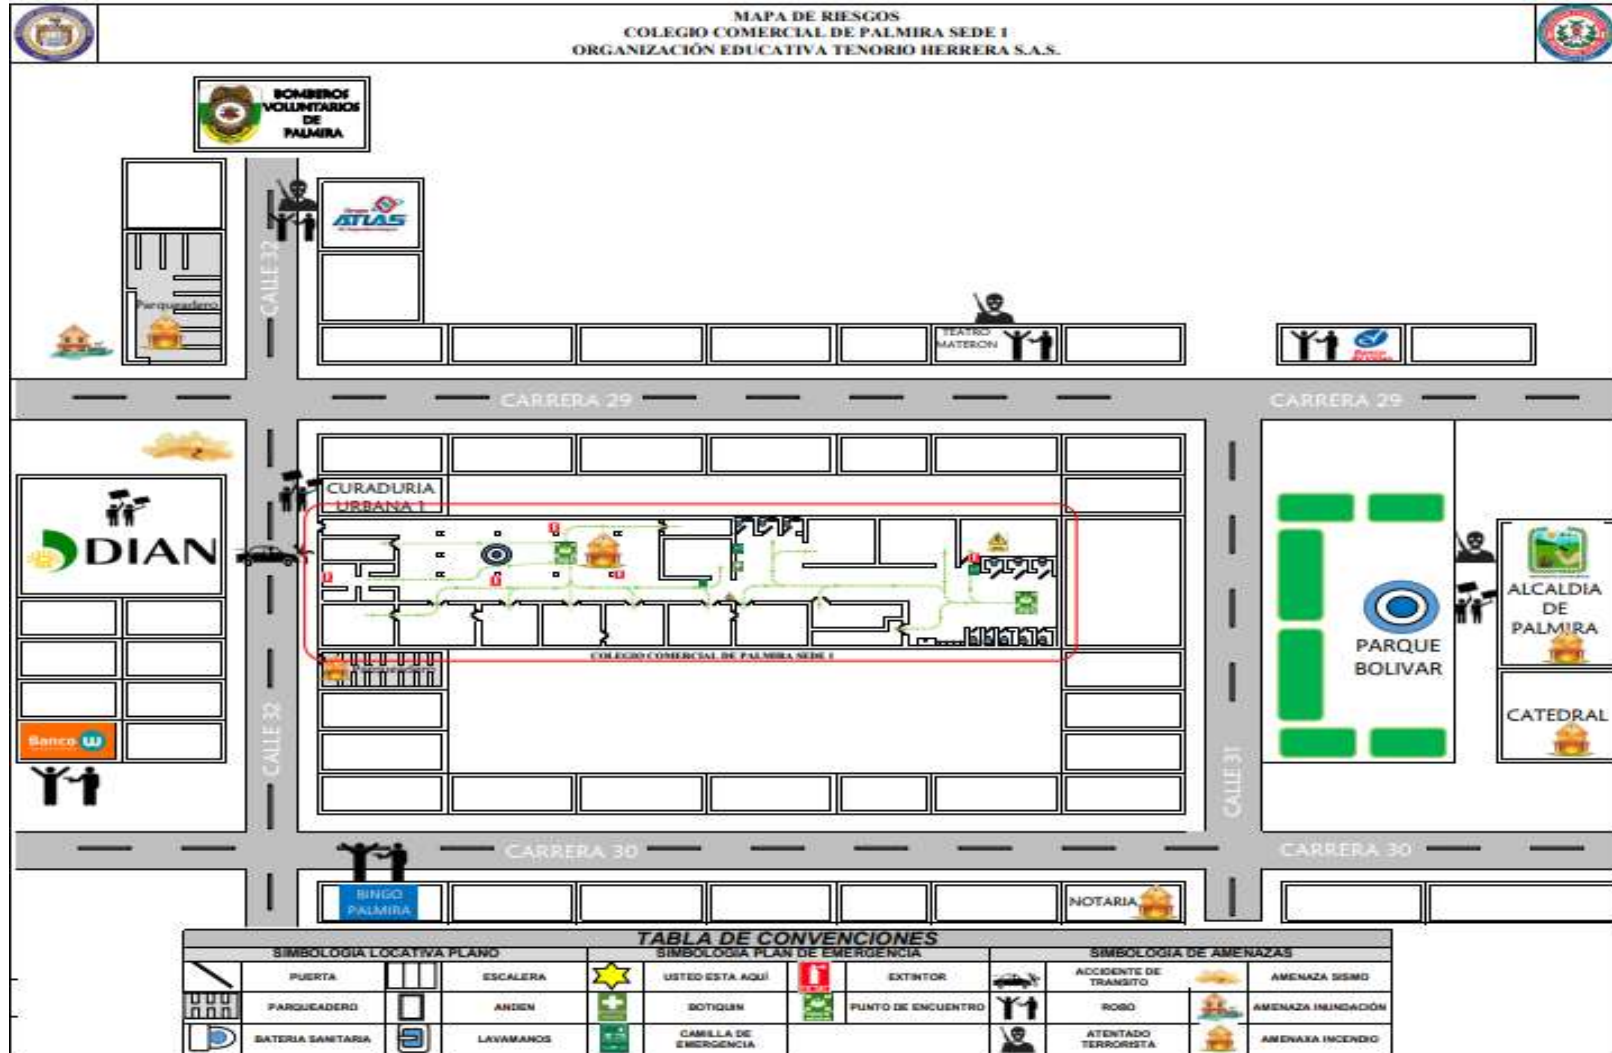 MAPA DE RIESGOS
COLEGIO COMERCIAL DE PALMIRA SEDE 1
ORGANIZACIÓN EDUCATIVA TENORIO HERRERA S.A.S.
BOMBEROS
VOLUNTARIOS
DE
PALMIRA
ATLAS
CALLE 32
Parqueadero
TEATRO
MATERON
Banco
CARRERA 29
CARRERA 29
CURADURIA
URBANA 1
DIAN
ALCALDIA
DE
PALMIRA
PARQUE
BOLIVAR
COLEGIO COMERCIAL DE PALMIRA SEDE 1
Parqueadero
CATEDRAL
Banco W
CALLE 32
CALLE 31
CARRERA 30
CARRERA 30
BINGO
PALMIRA
NOTARIA
TABLA DE CONVENCIONES
SIMBOLOGIA LOCATIVA PLANO
SIMBOLOGIA PLAN DE EMERGENCIA
SIMBOLOGIA DE AMENAZAS
PUERTA
ESCALERA
USTED ESTA AQUÍ
EXTINTOR
ACCIDENTE DE
TRANSITO
AMENAZA SISMO
PARQUEADERO
ANDEN
BOTIQUIN
PUNTO DE ENCUENTRO
ROBO
AMENAZA INUNDACIÓN
BATERIA SANITARIA
LAVAMANOS
CAMILLA DE
EMERGENCIA
ATENTADO
TERRORISTA
AMENAXA INCENDIO